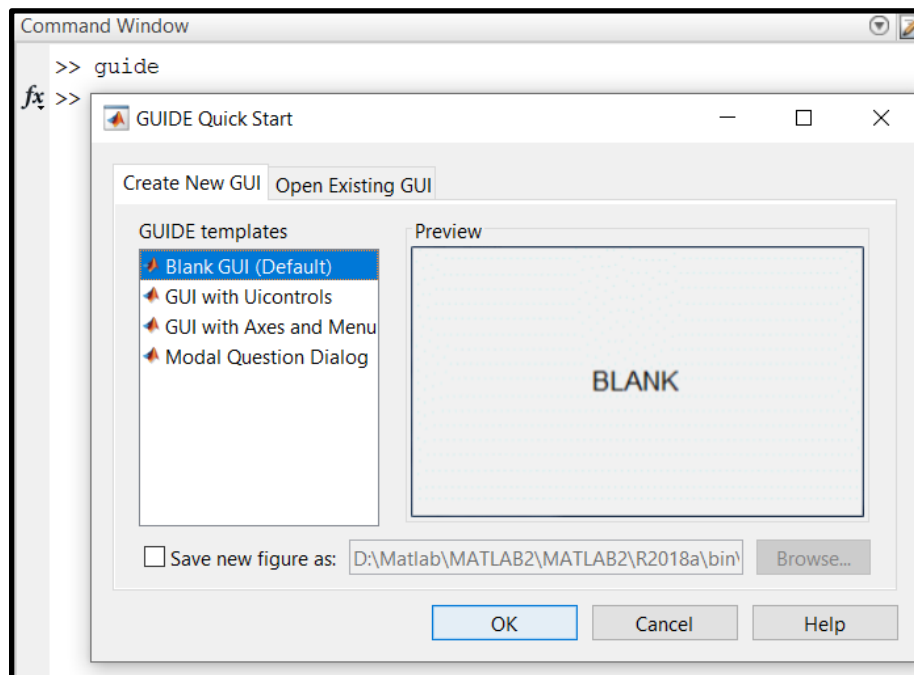 Command Window
>> guide
fx >>
GUIDE Quick Start
Create New GUI
Open Existing GUI
GUIDE templates
Preview
Blank GUI (Default)
GUI with Uicontrols
GUI with Axes and Menu
Modal Question Dialog
BLANK
Save new figure as:
D:\Matlab\MATLAB2\MATLAB2\R2018a\bin\
Browse...
OK
Cancel
Help